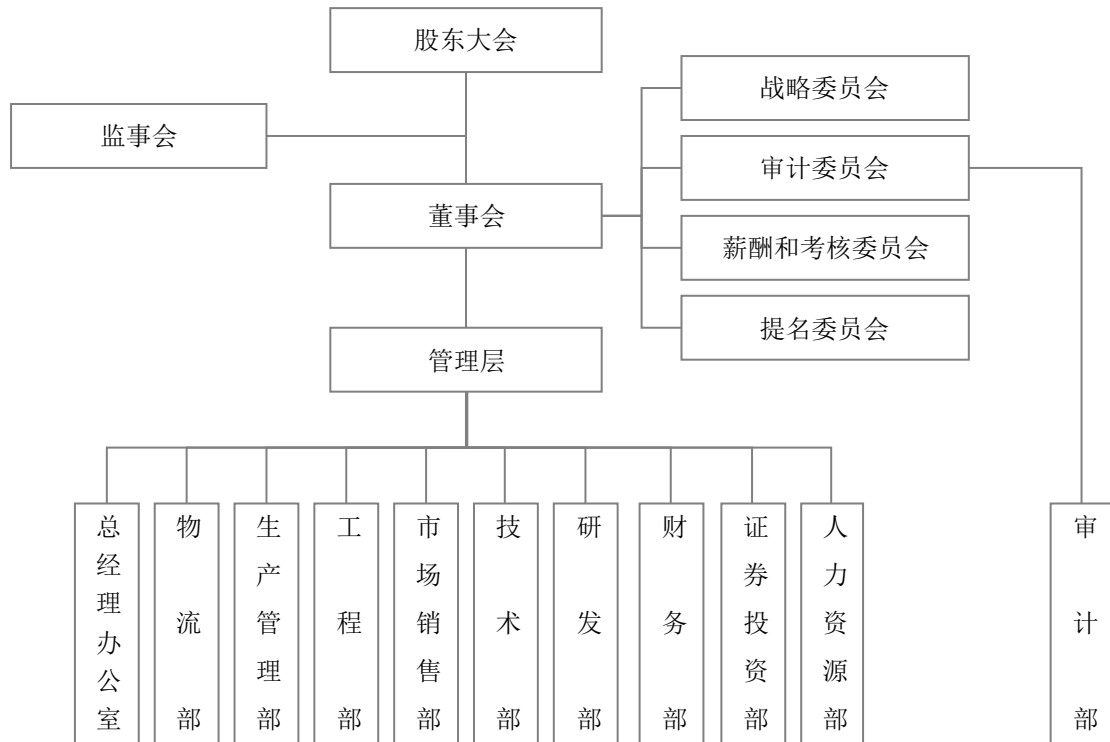 股东大会
战略委员会
监事会
审计委员会
董事会
薪酬和考核委员会
提名委员会
管理层
总经理办公室
物流部
生产管理部
工程部
市场销售部
技术部
研发部
财务部
证券投资部
人力资源部
审计部